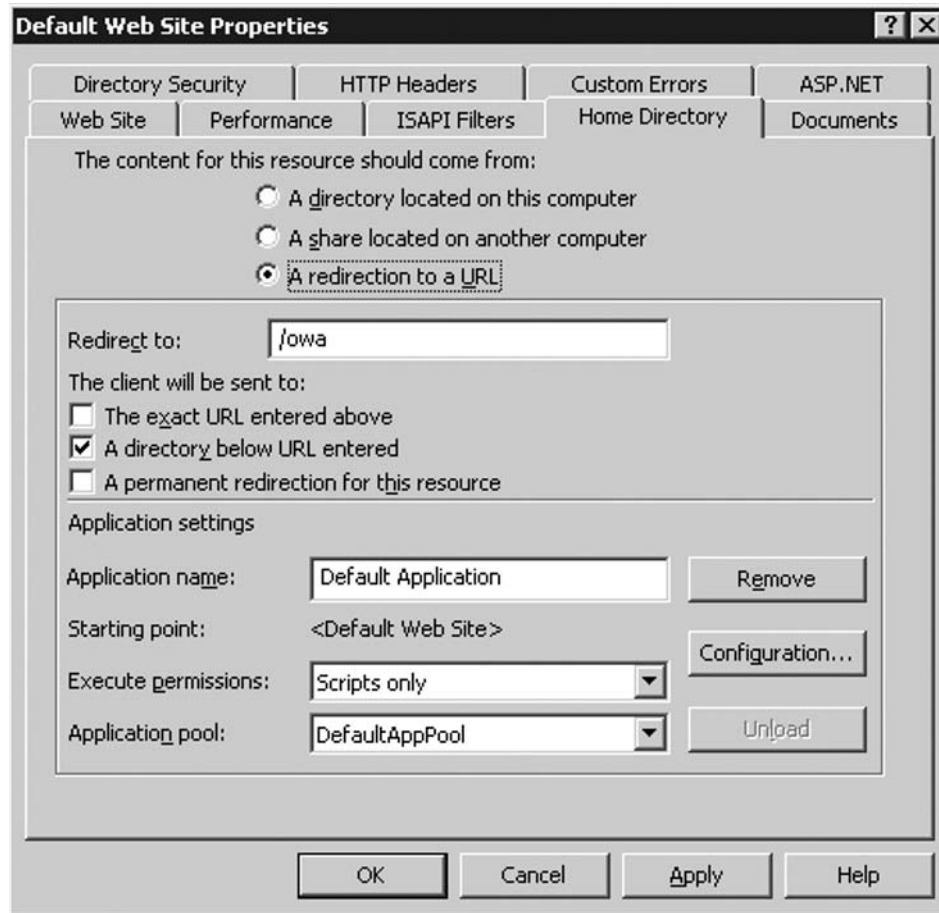 Default Web Site Properties ? X
Directory Security HTTP Headers Custom Errors ASP.NET
Web Site Performance ISAPI Filters Home Directory Documents
The content for this resource should come from:
A directory located on this computer
A share located on another computer
A redirection to a URL
Redirect to: /owa
The client will be sent to:
The exact URL entered above
A directory below URL entered
A permanent redirection for this resource
Application settings
Application name: Default Application Remove
Starting point: <Default Web Site>
Configuration...
Execute permissions: Scripts only
Application pool: DefaultAppPool Unload
OK Cancel Apply Help